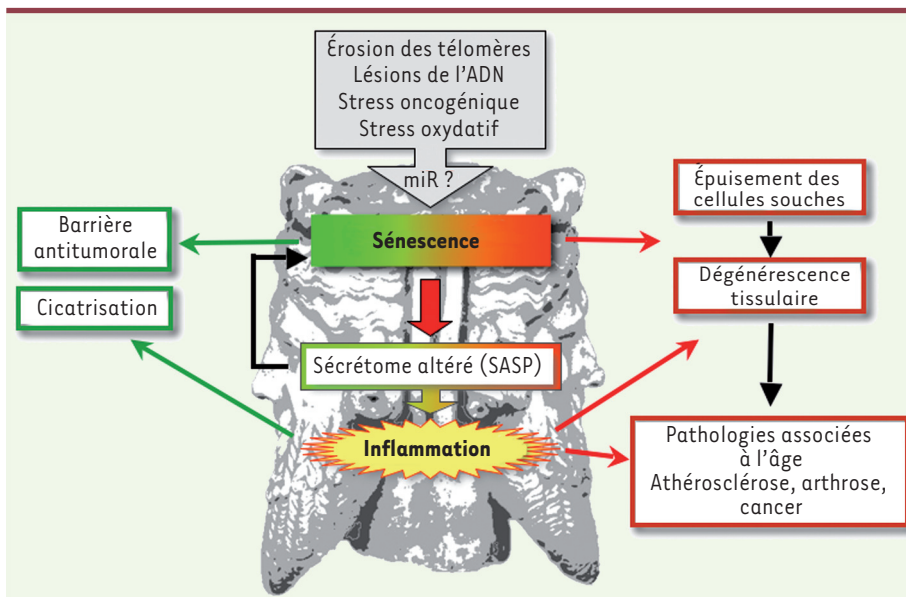 Érosion des télomères
Lésions de l'ADN
Stress oncogénique
Stress oxydatif
miR ?
Sénescence
Barrière
antitumorale
Cicatrisation
Sécrétome altéré (SASP)
Inflammation
Épuisement des
cellules souches
Dégénérescence
tissulaire
Pathologies associées
à l'âge
Athérosclérose, arthrose,
cancer